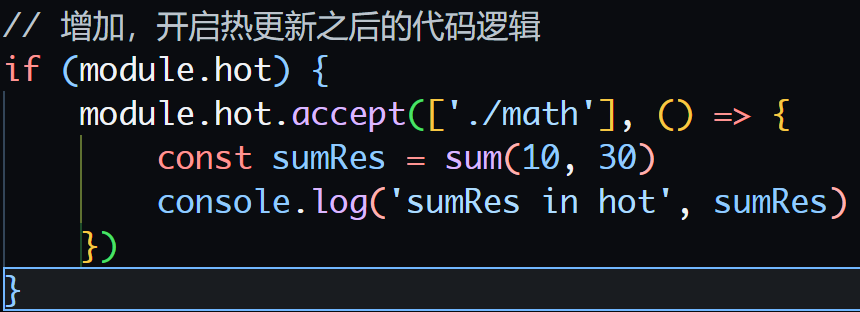 // 增加，开启热更新之后的代码逻辑
if (module.hot) {
    module.hot.accept(['./math'], () => {
        const sumRes = sum(10, 30)
        console.log('sumRes in hot', sumRes)
    })
}